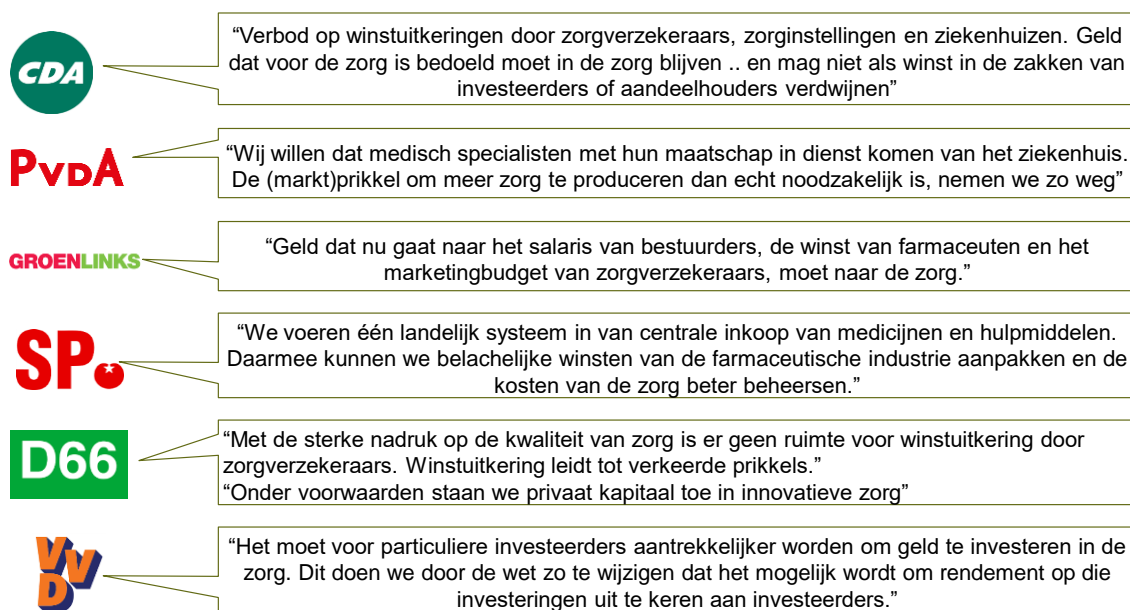 CDA
“Verbod op winstuitkeringen door zorgverzekeraars, zorginstellingen en ziekenhuizen. Geld
dat voor de zorg is bedoeld moet in de zorg blijven .. en mag niet als winst in de zakken van
investeerders of aandeelhouders verdwijnen”
PvdA
“Wij willen dat medisch specialisten met hun maatschap in dienst komen van het ziekenhuis.
De (markt)prikkel om meer zorg te produceren dan echt noodzakelijk is, nemen we zo weg”
GROENLINKS
“Geld dat nu gaat naar het salaris van bestuurders, de winst van farmaceuten en het
marketingbudget van zorgverzekeraars, moet naar de zorg.”
SP.
“We voeren één landelijk systeem in van centrale inkoop van medicijnen en hulpmiddelen.
Daarmee kunnen we belachelijke winsten van de farmaceutische industrie aanpakken en de
kosten van de zorg beter beheersen.”
D66
“Met de sterke nadruk op de kwaliteit van zorg is er geen ruimte voor winstuitkering door
zorgverzekeraars. Winstuitkering leidt tot verkeerde prikkels.”
“Onder voorwaarden staan we privaat kapitaal toe in innovatieve zorg”
VVD
“Het moet voor particuliere investeerders aantrekkelijker worden om geld te investeren in de
zorg. Dit doen we door de wet zo te wijzigen dat het mogelijk wordt om rendement op die
investeringen uit te keren aan investeerders.”